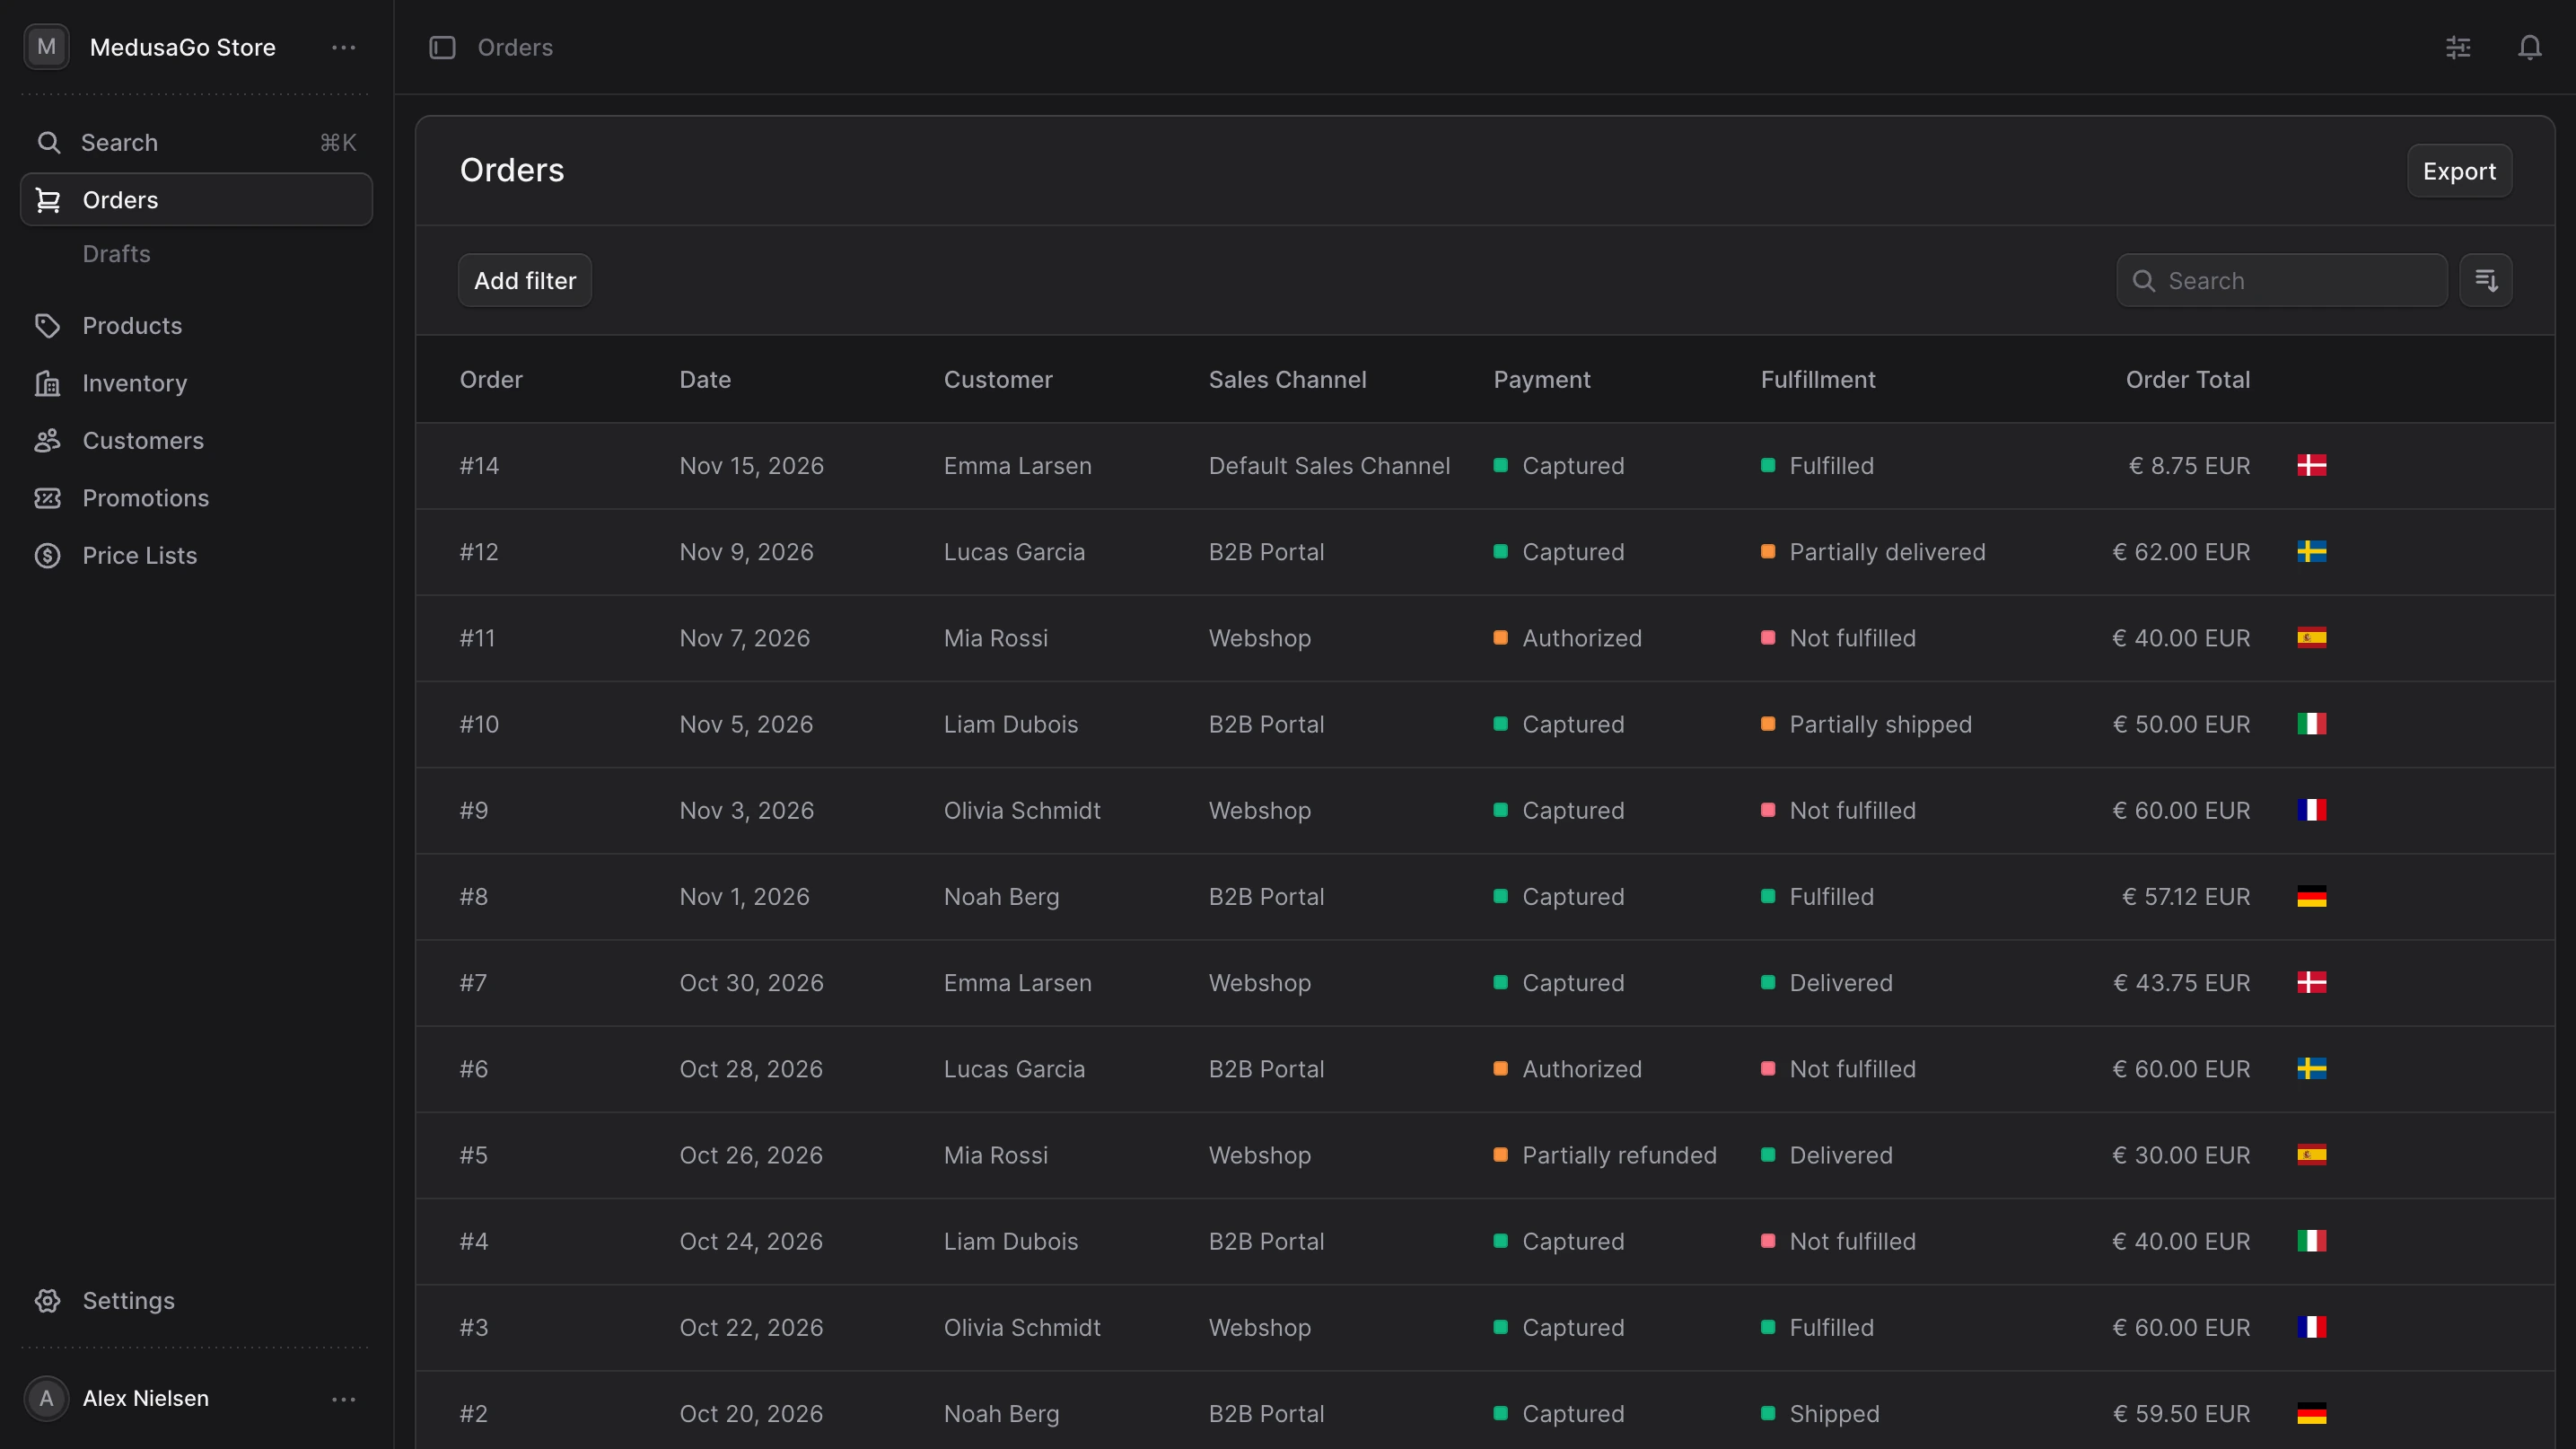 M MedusaGo Store
Orders
Search ⌘K
Orders
Drafts
Products
Inventory
Customers
Promotions
Price Lists
Settings
A Alex Nielsen
Orders
Export
Add filter
Search
Order Date Customer Sales Channel Payment Fulfillment Order Total
#14 Nov 15, 2026 Emma Larsen Default Sales Channel Captured Fulfilled € 8.75 EUR
#12 Nov 9, 2026 Lucas Garcia B2B Portal Captured Partially delivered € 62.00 EUR
#11 Nov 7, 2026 Mia Rossi Webshop Authorized Not fulfilled € 40.00 EUR
#10 Nov 5, 2026 Liam Dubois B2B Portal Captured Partially shipped € 50.00 EUR
#9 Nov 3, 2026 Olivia Schmidt Webshop Captured Not fulfilled € 60.00 EUR
#8 Nov 1, 2026 Noah Berg B2B Portal Captured Fulfilled € 57.12 EUR
#7 Oct 30, 2026 Emma Larsen Webshop Captured Delivered € 43.75 EUR
#6 Oct 28, 2026 Lucas Garcia B2B Portal Authorized Not fulfilled € 60.00 EUR
#5 Oct 26, 2026 Mia Rossi Webshop Partially refunded Delivered € 30.00 EUR
#4 Oct 24, 2026 Liam Dubois B2B Portal Captured Not fulfilled € 40.00 EUR
#3 Oct 22, 2026 Olivia Schmidt Webshop Captured Fulfilled € 60.00 EUR
#2 Oct 20, 2026 Noah Berg B2B Portal Captured Shipped € 59.50 EUR